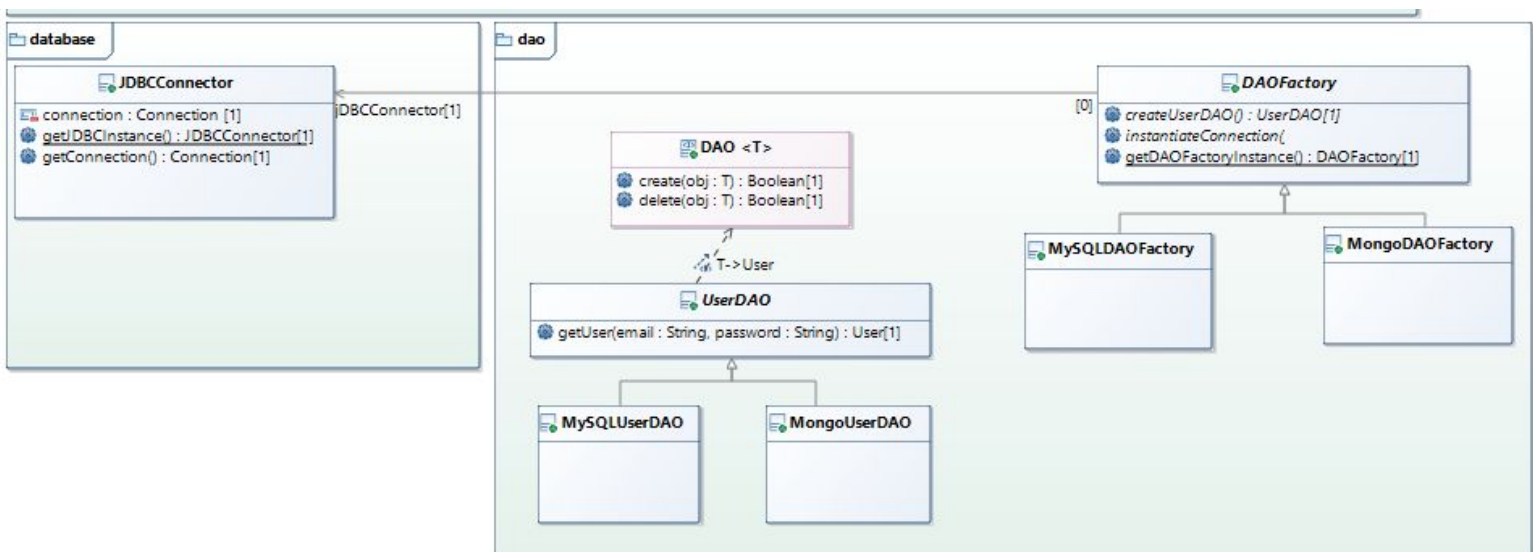 database
JDBCConnector
connection : Connection [1]
getJDBCInstance() : JDBCConnector[1]
getConnection() : Connection[1]
jDBCConnector[1]
dao
[0]
DAOFactory
createUserDAO() : UserDAO[1]
instantiateConnection(
getDAOFactoryInstance() : DAOFactory[1]
DAO <T>
create(obj : T) : Boolean[1]
delete(obj : T) : Boolean[1]
T->User
MySQLDAOFactory
MongoDAOFactory
UserDAO
getUser(email : String, password : String) : User[1]
MySQLUserDAO
MongoUserDAO